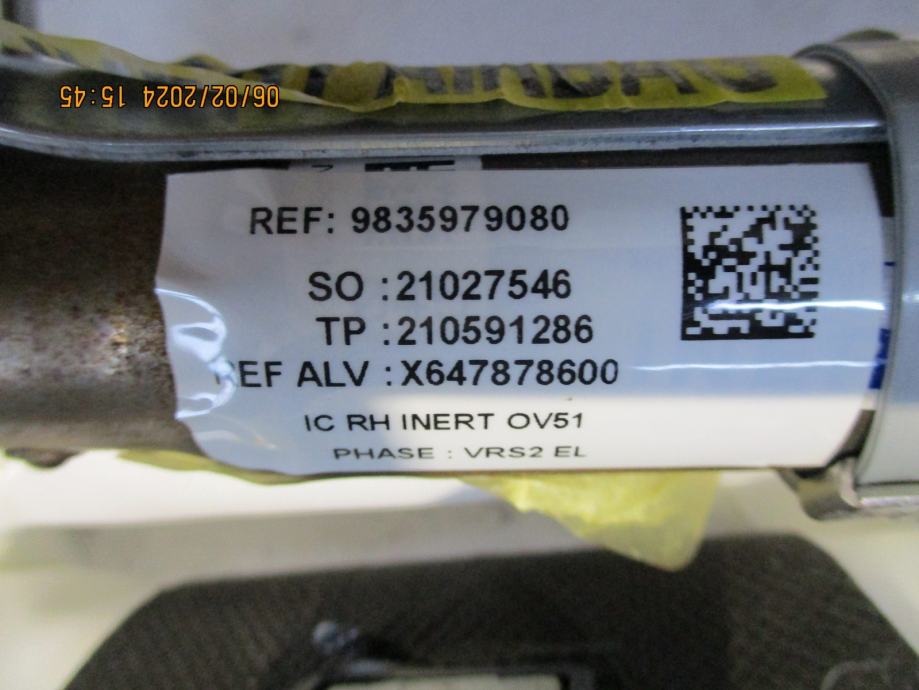 AIRBAG
06/02/2024 15:45
REF: 9835979080
SO :21027546
TP :210591286
REF ALV :X647878600
IC RH INERT OV51
PHASE : VRS2 EL